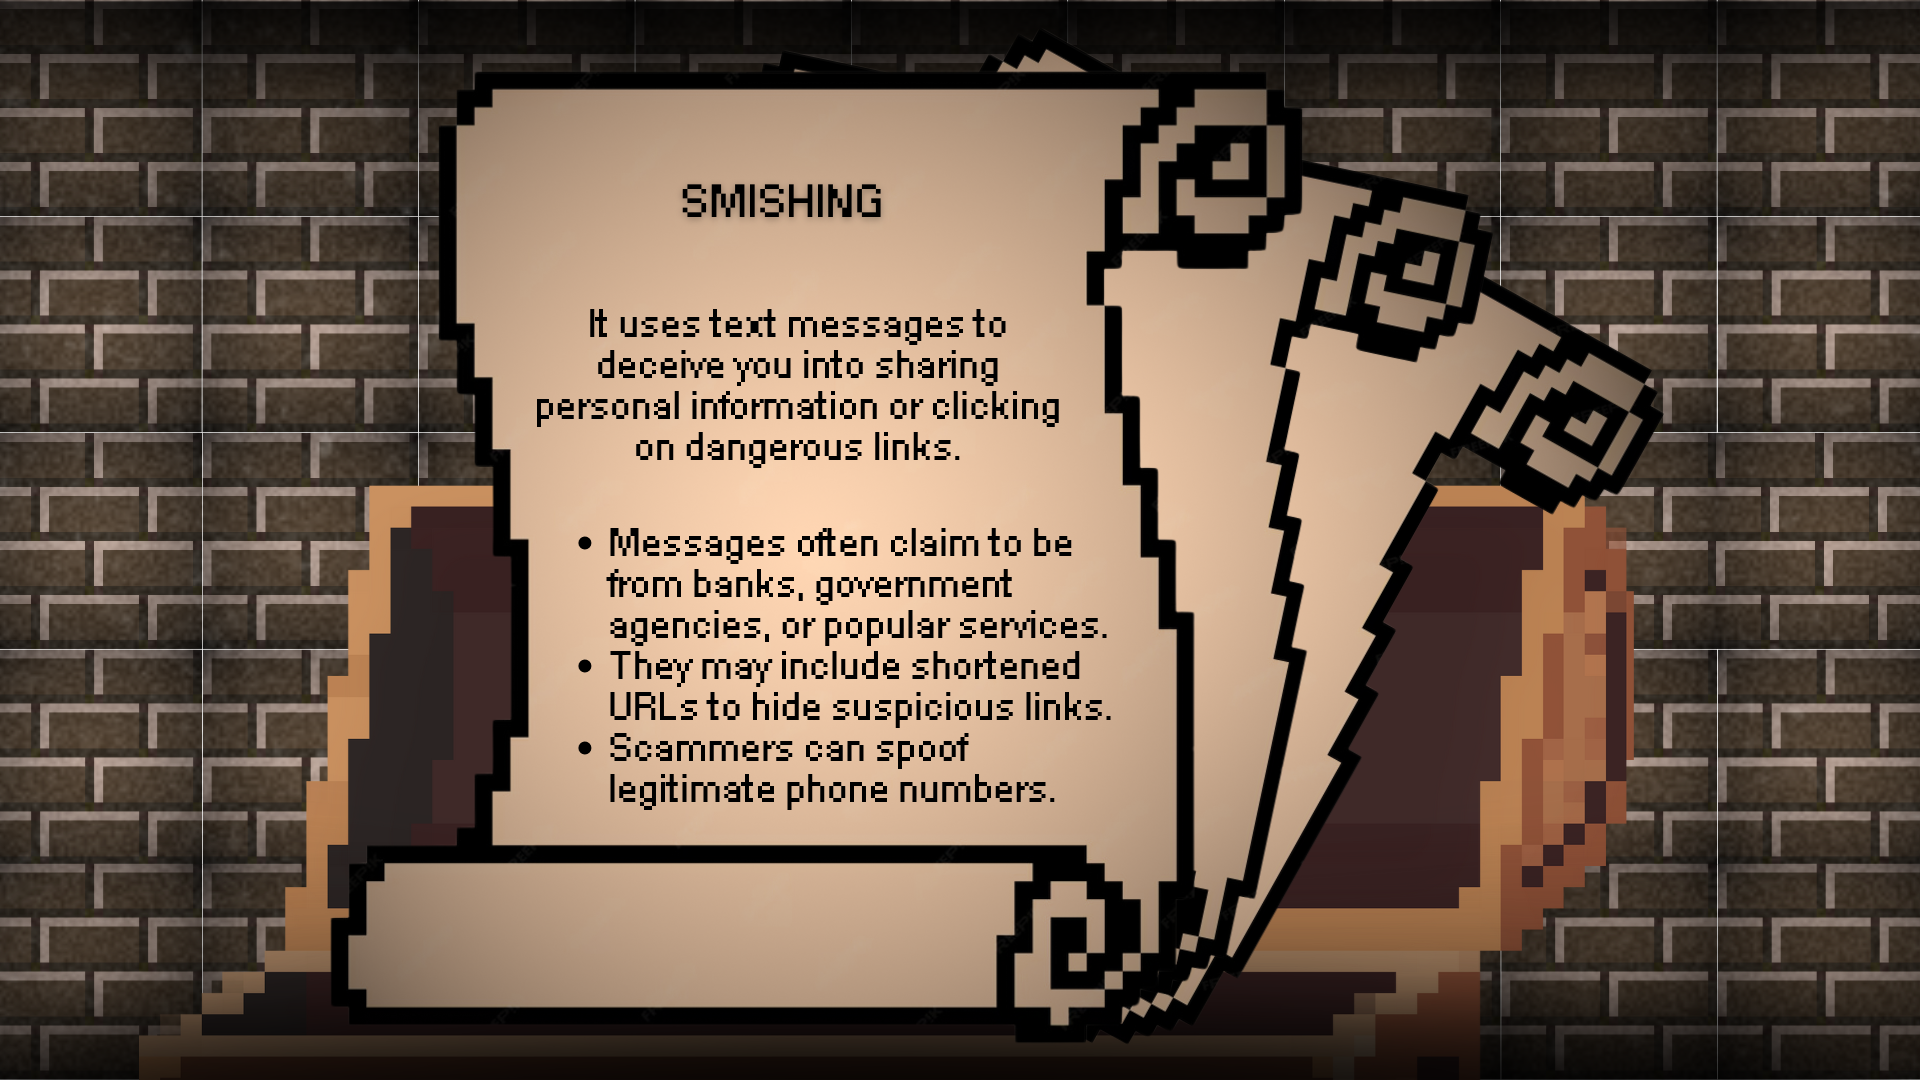 SMISHING
It uses text messages to
deceive you into sharing
personal information or clicking
on dangerous links.
• Messages often claim to be
from banks, government
agencies, or popular services.
• They may include shortened
URLs to hide suspicious links.
• Scammers can spoof
legitimate phone numbers.